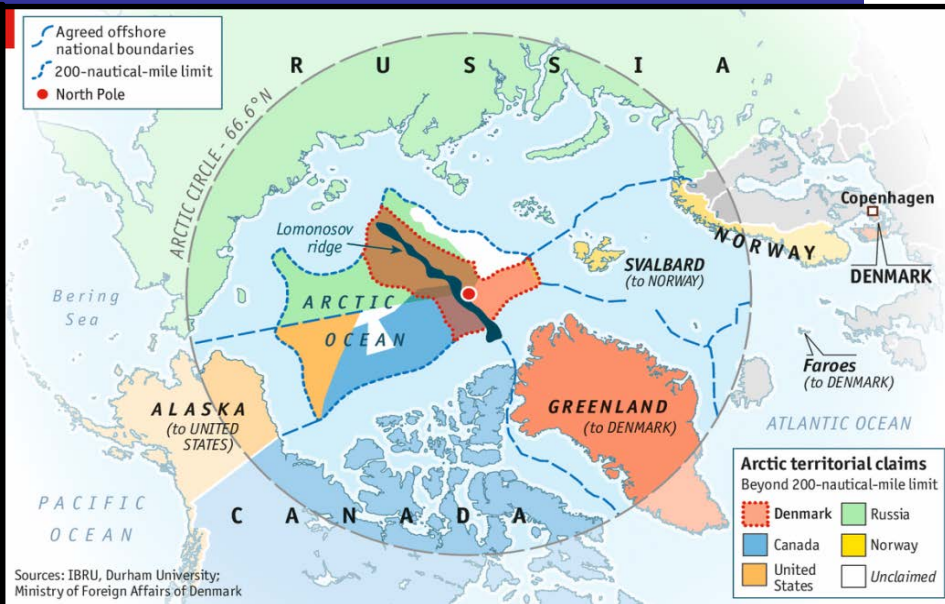 Agreed offshore
national boundaries
200-nautical-mile limit
North Pole
R U S S I A
ARCTIC CIRCLE - 66.6°N
Lomonosov
ridge
Copenhagen
NORWAY
DENMARK
SVALBARD
(to NORWAY)
Bering
Sea
ARCTIC
OCEAN
Faroes
(to DENMARK)
ALASKA
(to UNITED
STATES)
GREENLAND
(to DENMARK)
ATLANTIC OCEAN
PACIFIC
OCEAN
C A N A D A
Arctic territorial claims
Beyond 200-nautical-mile limit
Denmark
Russia
Canada
Norway
United
States
Unclaimed
Sources: IBRU, Durham University;
Ministry of Foreign Affairs of Denmark